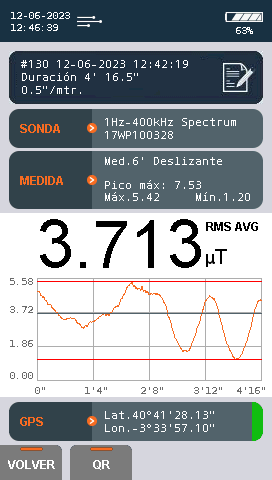 12-06-2023
12:46:39
63%
#130 12-06-2023 12:42:19
Duración 4' 16.5"
0.5"/mtr.
SONDA
1Hz-400kHz Spectrum
17WP100328
MEDIDA
Med.6' Deslizante
Pico máx: 7.53
Máx.5.42 Mín.1.20
3.713 RMS AVG
µT
5.58
3.72
1.86
0.00
0" 1'4" 2'8" 3'12" 4'16"
GPS
Lat.40°41'28.13"
Lon.-3°33'57.10"
VOLVER QR